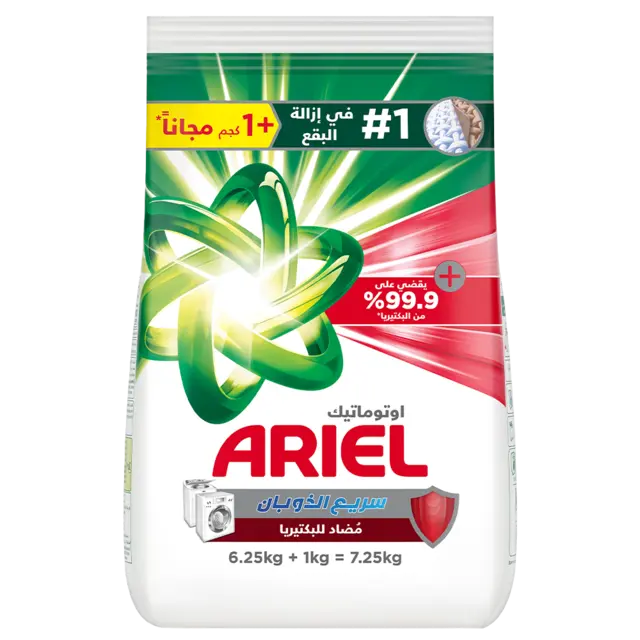 #1 في إزالة البقع
+1 كجم مجاناً*
يقضي على
%99.9
من البكتيريا*
اوتوماتيك
ARIEL
سريع الذوبان
مُضاد للبكتيريا
6.25kg + 1kg = 7.25kg